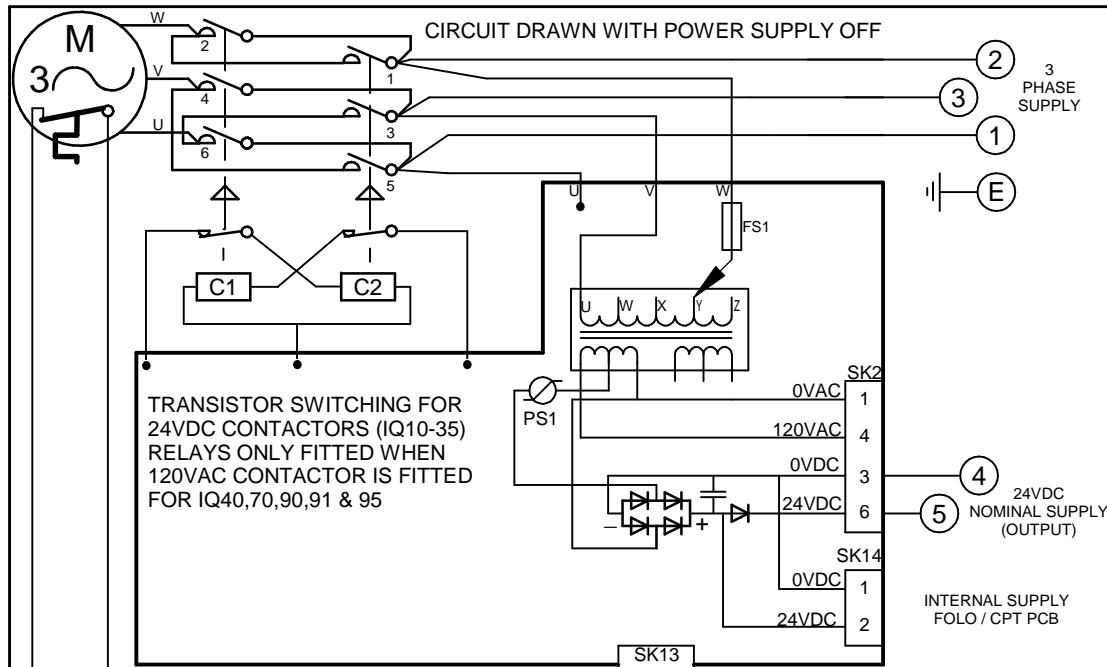 W
CIRCUIT DRAWN WITH POWER SUPPLY OFF
M
3
2
1
2
3
PHASE
SUPPLY
V
4
3
3
U
6
5
1
U
V
W
E
FS1
C1
C2
U
W
X
Y
Z
SK2
PS1
0VAC
1
TRANSISTOR SWITCHING FOR
24VDC CONTACTORS (IQ10-35)
RELAYS ONLY FITTED WHEN
120VAC CONTACTOR IS FITTED
FOR IQ40,70,90,91 & 95
120VAC
4
0VDC
3
4
24VDC
6
5
24VDC
NOMINAL SUPPLY
(OUTPUT)
–
+
SK14
0VDC
1
24VDC
2
INTERNAL SUPPLY
FOLO / CPT PCB
SK13